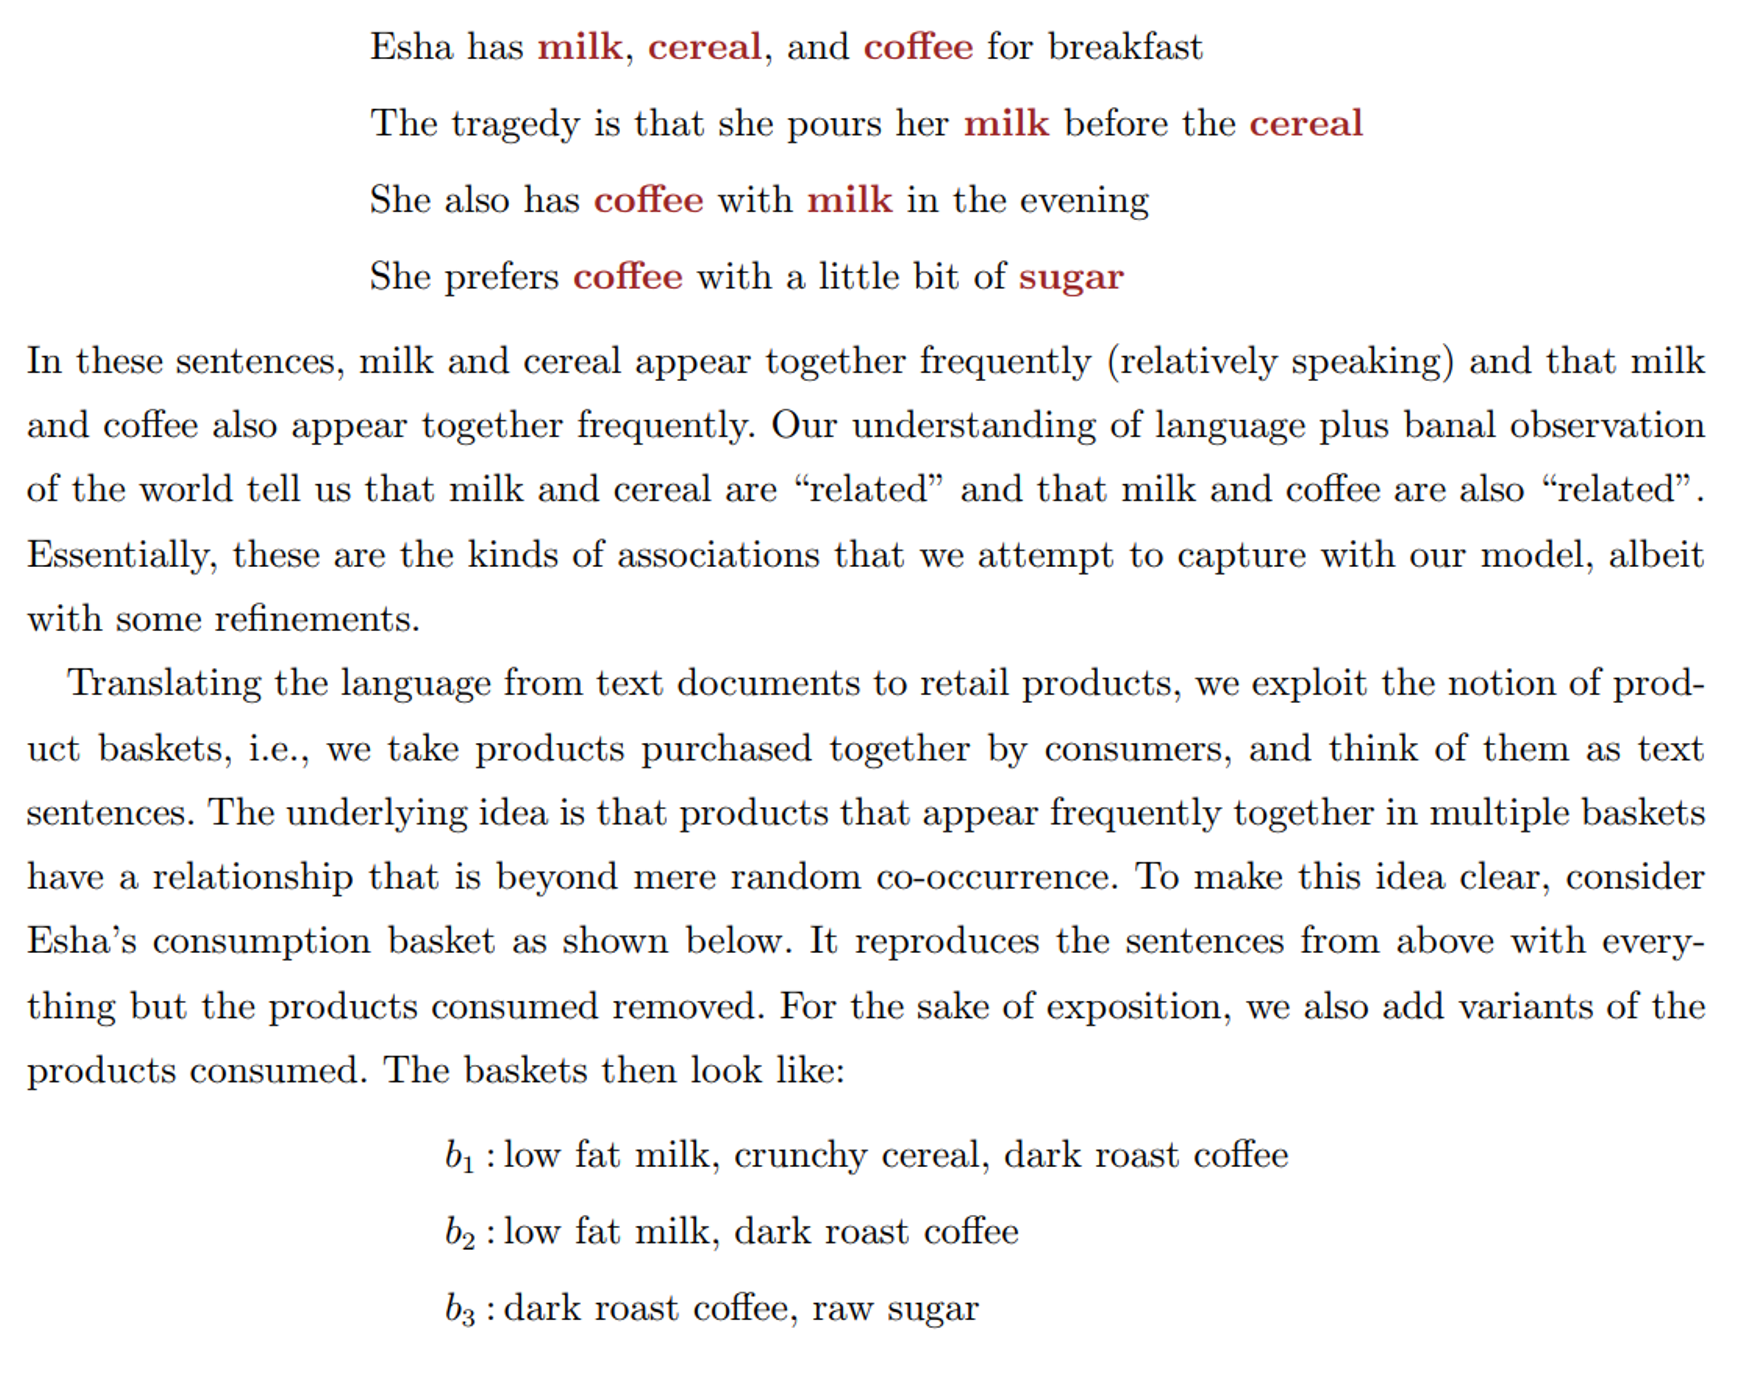 Esha has milk, cereal, and coffee for breakfast
The tragedy is that she pours her milk before the cereal
She also has coffee with milk in the evening
She prefers coffee with a little bit of sugar
In these sentences, milk and cereal appear together frequently (relatively speaking) and that milk
and coffee also appear together frequently. Our understanding of language plus banal observation
of the world tell us that milk and cereal are “related” and that milk and coffee are also “related”.
Essentially, these are the kinds of associations that we attempt to capture with our model, albeit
with some refinements.
Translating the language from text documents to retail products, we exploit the notion of prod-
uct baskets, i.e., we take products purchased together by consumers, and think of them as text
sentences. The underlying idea is that products that appear frequently together in multiple baskets
have a relationship that is beyond mere random co-occurrence. To make this idea clear, consider
Esha’s consumption basket as shown below. It reproduces the sentences from above with every-
thing but the products consumed removed. For the sake of exposition, we also add variants of the
products consumed. The baskets then look like:
b₁ : low fat milk, crunchy cereal, dark roast coffee
b₂ : low fat milk, dark roast coffee
b₃ : dark roast coffee, raw sugar